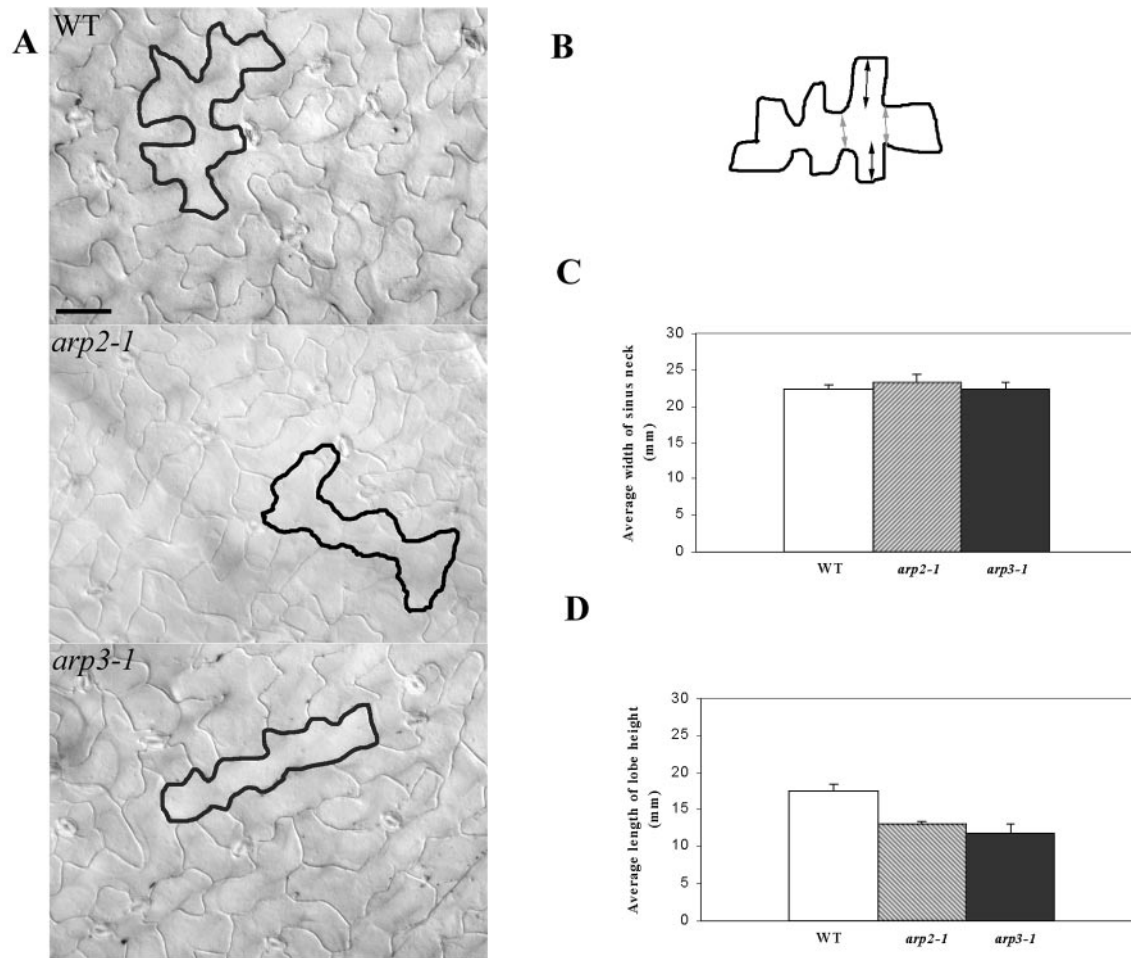 A
WT
arp2-1
arp3-1
B
C
Average width of sinus neck
(mm)
30
25
20
15
10
5
0
WT arp2-1 arp3-1
D
Average length of lobe height
(mm)
30
25
20
15
10
5
0
WT arp2-1 arp3-1